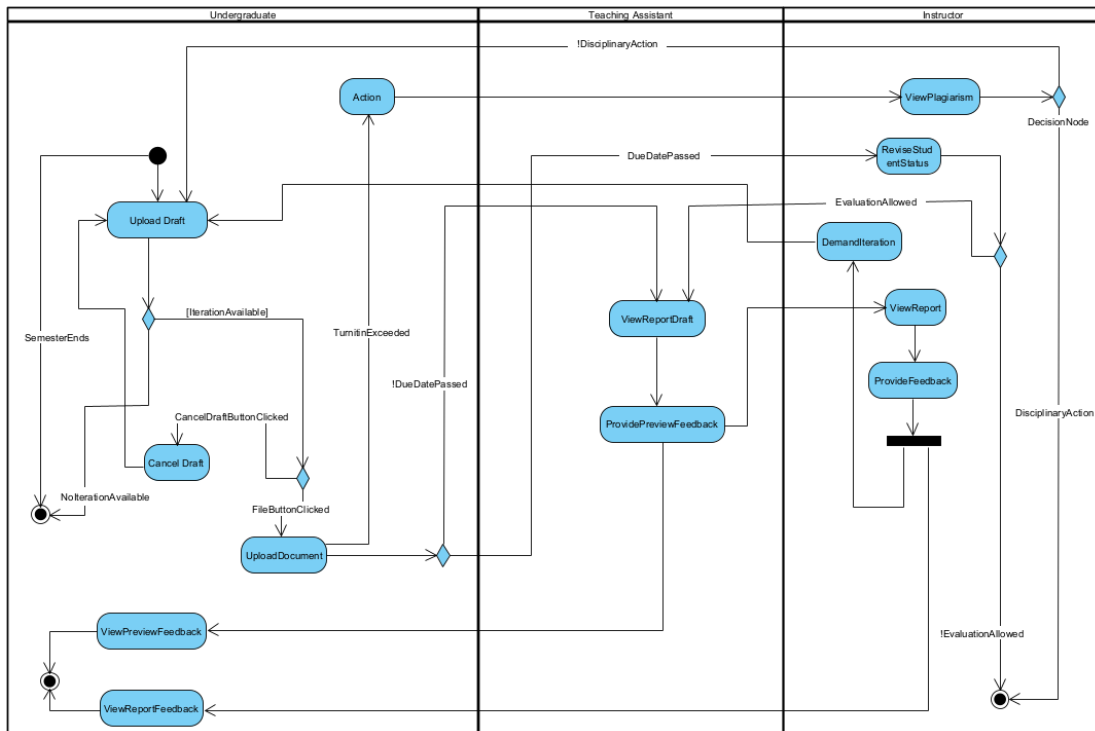 Undergraduate
Teaching Assistant
Instructor
!DisciplinaryAction
Action
ViewPlagiarism
DecisionNode
DueDatePassed
ReviseStud
entStatus
Upload Draft
EvaluationAllowed
DemandIteration
[IterationAvailable]
ViewReportDraft
ViewReport
SemesterEnds
TurnitinExceeded
!DueDatePassed
ProvideFeedback
CancelDraftButtonClicked
ProvidePreviewFeedback
DisciplinaryAction
Cancel Draft
NoIterationAvailable
FileButtonClicked
UploadDocument
ViewPreviewFeedback
!EvaluationAllowed
ViewReportFeedback